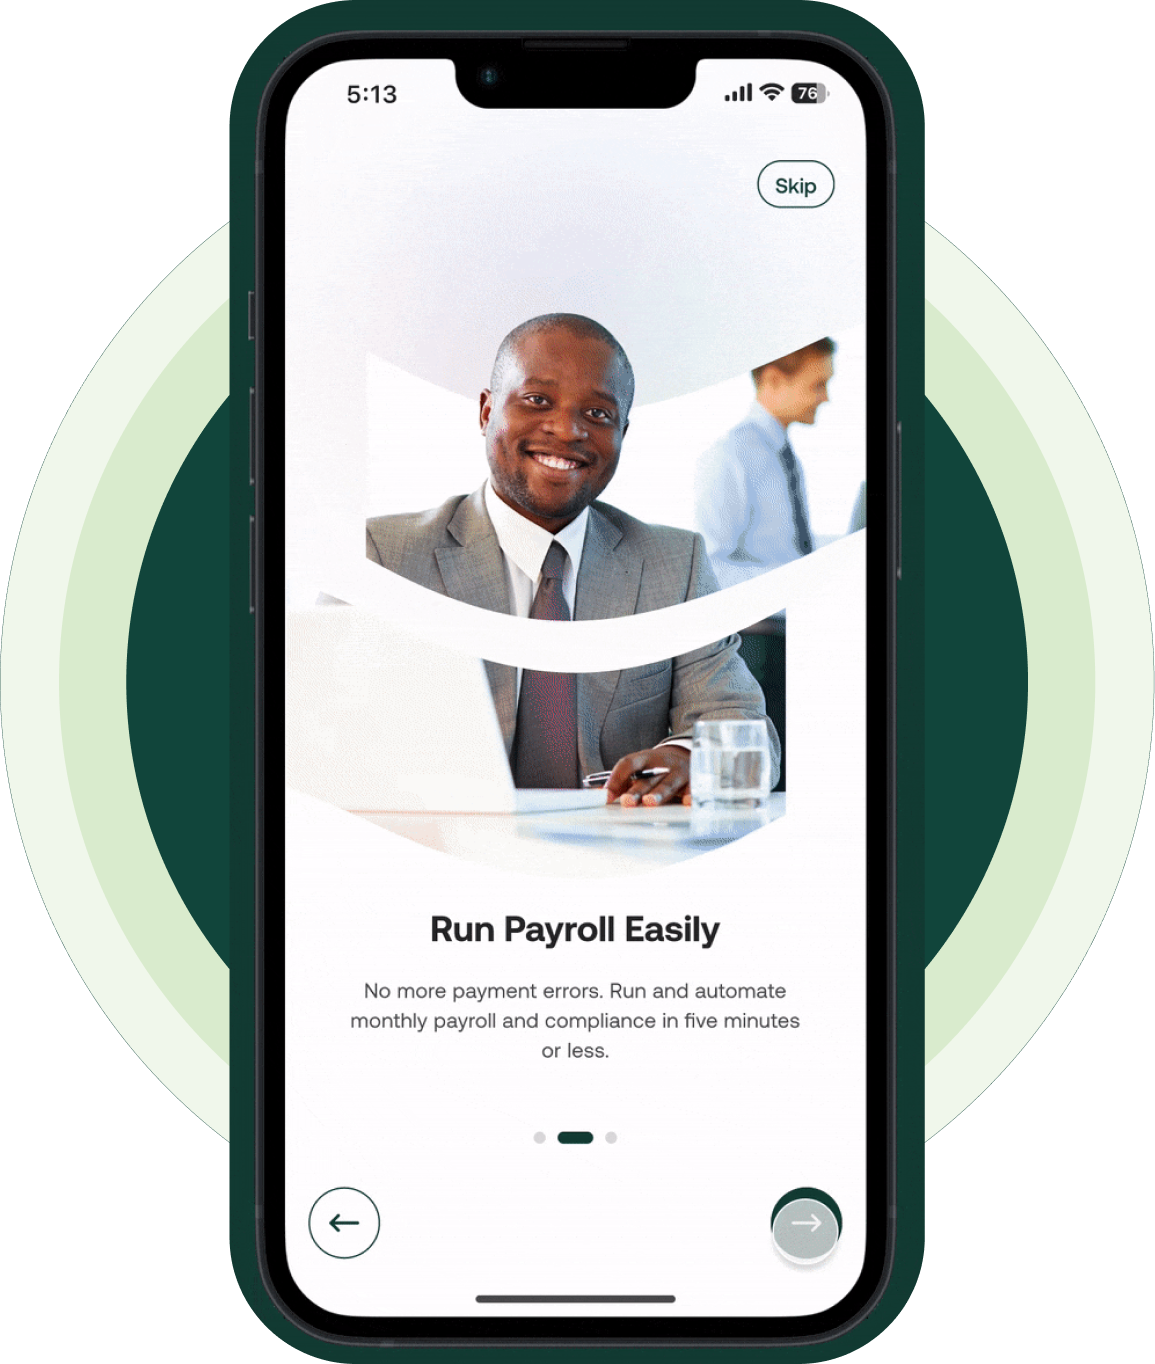 5:13
76
Skip
Run Payroll Easily
No more payment errors. Run and automate
monthly payroll and compliance in five minutes
or less.